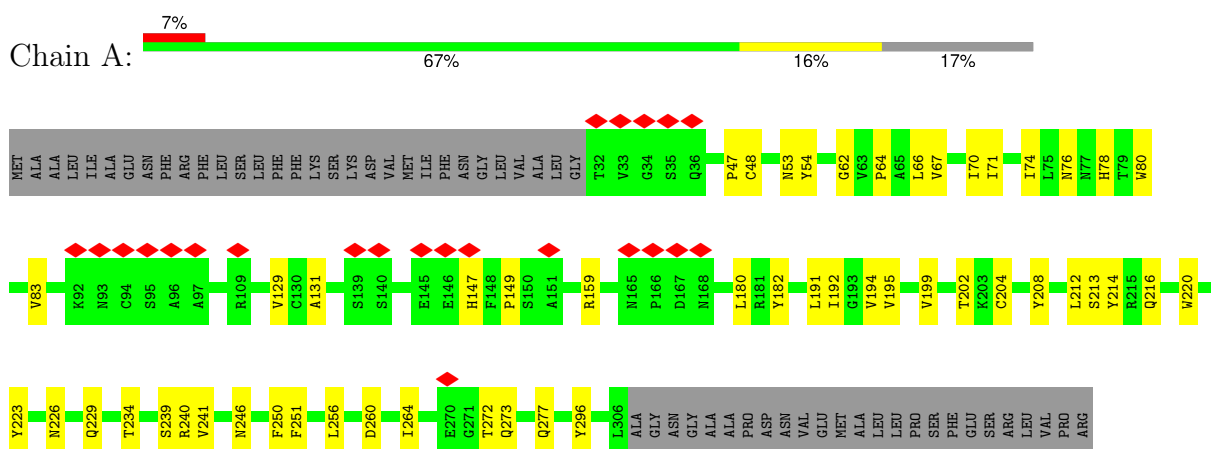 7%
Chain A:
67% 16% 17%
MET ALA ALA LEU ILE ALA GLU ASN PHE ARG PHE LEU SER LEU PHE PHE LYS SER LYS ASP VAL MET ILE PHE ASN GLY LEU VAL ALA LEU GLY T32 V33 G34 S35 Q36 P47 C48 N53 Y54 G62 V63 P64 A65 L66 V67 I70 I71 I74 L75 N76 N77 H78 T79 W80
V83 K92 N93 C94 S95 A96 A97 R109 V129 C130 A131 S139 S140 E145 E146 H147 F148 P149 S150 A151 R159 N165 P166 D167 N168 L180 R181 Y182 L191 I192 G193 V194 V195 V199 T202 K203 C204 Y208 L212 S213 Y214 R215 Q216 W220
Y223 N226 Q229 T234 S239 R240 V241 N246 F250 F251 L256 D260 I264 E270 G271 T272 Q273 Q277 Y296 L306 ALA GLY ASN GLY ALA ALA PRO ASP ASN VAL GLU MET ALA LEU LEU PRO SER PHE GLU SER ARG LEU VAL PRO ARG